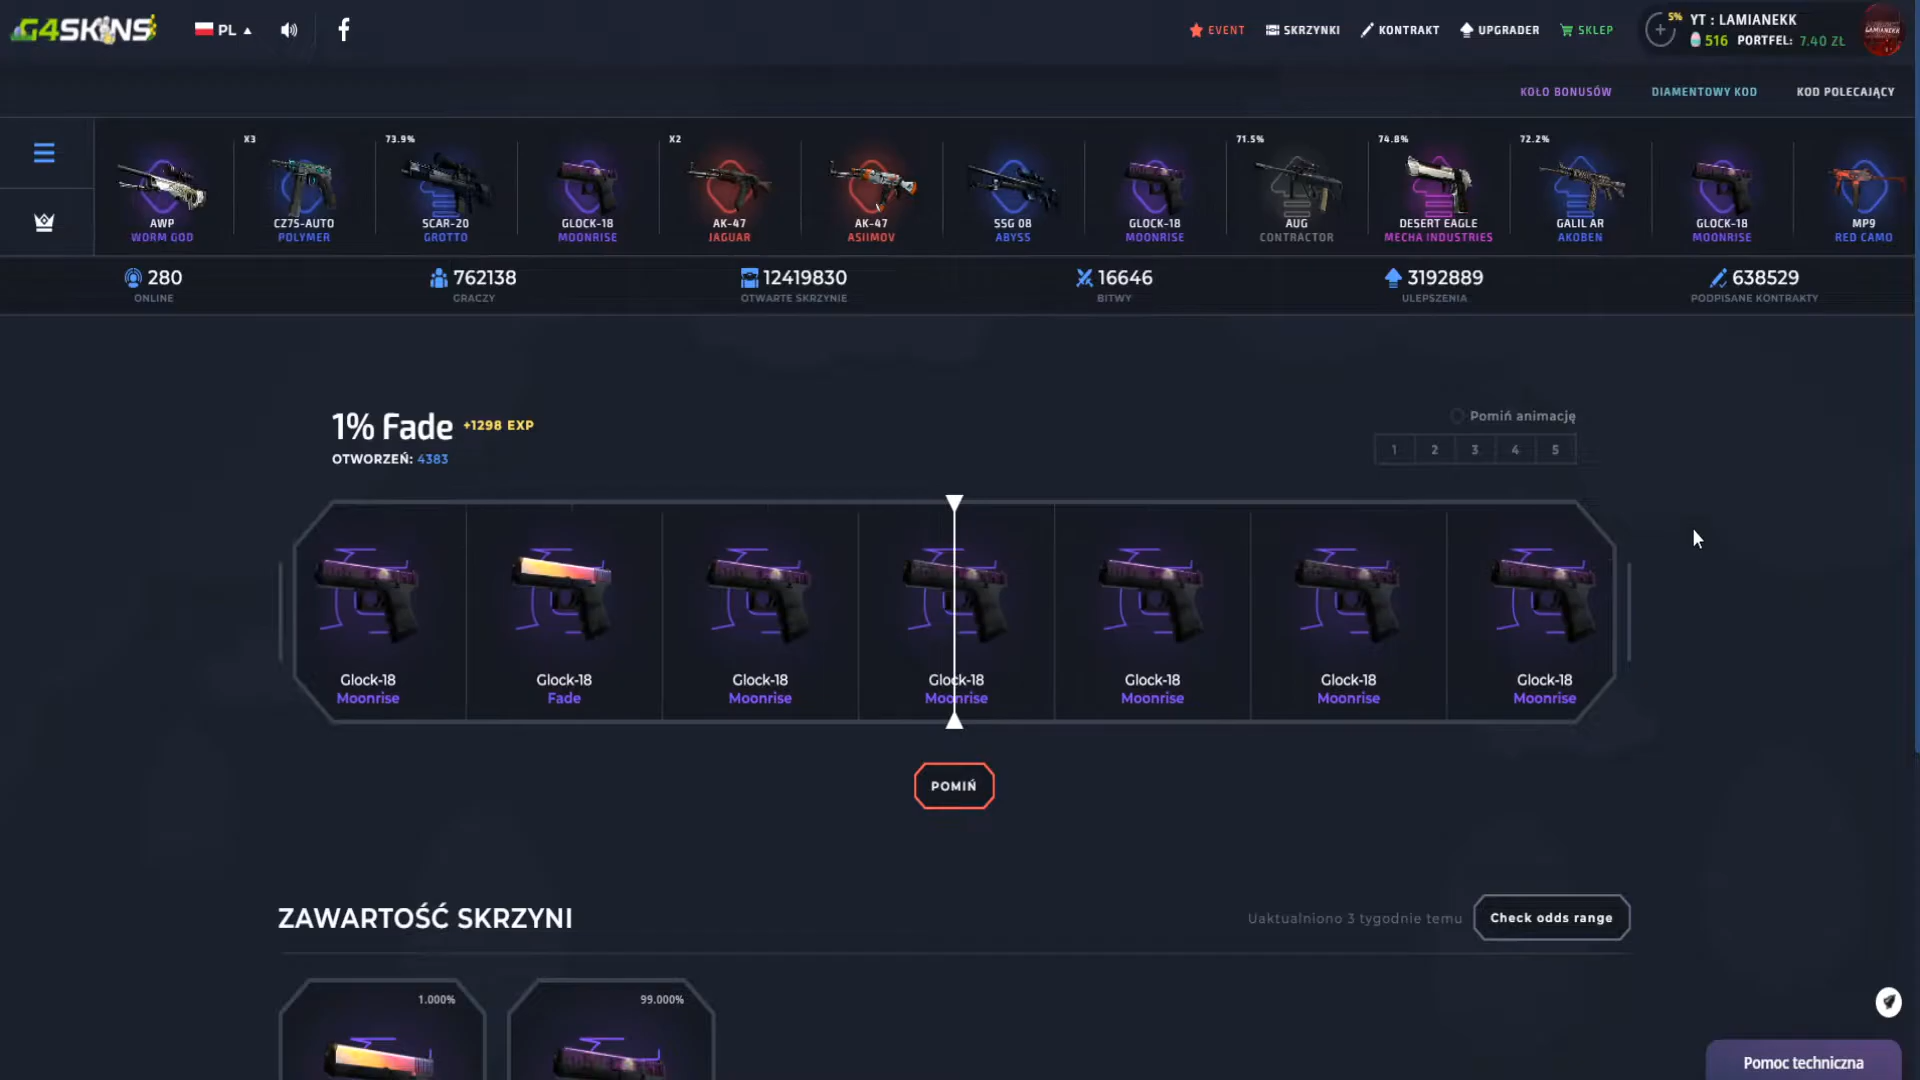 G4SKINS
PL
EVENT
SKRZYNKI
KONTRAKT
UPGRADER
SKLEP
5%
YT : LAMIANEKK
516 PORTFEL: 7.40 ZŁ
LAMIANEKK
KOŁO BONUSÓW
DIAMENTOWY KOD
KOD POLECAJĄCY
AWP
WORM GOD
X3
CZ75-AUTO
POLYMER
73.9%
SCAR-20
GROTTO
GLOCK-18
MOONRISE
X2
AK-47
JAGUAR
AK-47
ASIIMOV
SSG 08
ABYSS
GLOCK-18
MOONRISE
71.5%
AUG
CONTRACTOR
74.8%
DESERT EAGLE
MECHA INDUSTRIES
72.2%
GALIL AR
AKOBEN
GLOCK-18
MOONRISE
MP9
RED CAMO
280
ONLINE
762138
GRACZY
12419830
OTWARTE SKRZYNIE
16646
BITWY
3192889
ULEPSZENIA
638529
PODPISANE KONTRAKTY
1% Fade +1298 EXP
OTWORZEŃ: 4383
Pomiń animację
1 2 3 4 5
Glock-18
Moonrise
Glock-18
Fade
Glock-18
Moonrise
Glock-18
Moonrise
Glock-18
Moonrise
Glock-18
Moonrise
Glock-18
Moonrise
POMIŃ
ZAWARTOŚĆ SKRZYNI
Uaktualniono 3 tygodnie temu
Check odds range
1.000%
99.000%
Pomoc techniczna